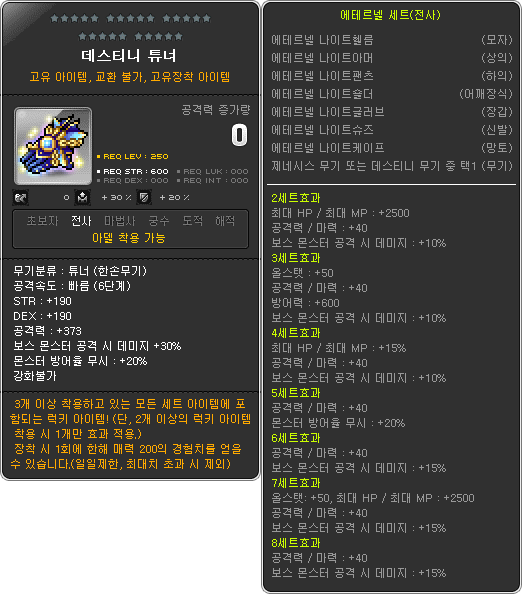 데스티니 튜너
고유 아이템, 교환 불가, 고유장착 아이템
공격력 증가량
0
REQ LEV : 250
REQ STR : 600
REQ LUK : 000
REQ DEX : 000
REQ INT : 000
0
+ 30 %
+ 20 %
초보자 전사 마법사 궁수 도적 해적
아델 착용 가능
무기분류 : 튜너 (한손무기)
공격속도 : 빠름 (6단계)
STR : +190
DEX : +190
공격력 : +373
보스 몬스터 공격 시 데미지 +30%
몬스터 방어율 무시 : +20%
강화불가
3개 이상 착용하고 있는 모든 세트 아이템에 포
함되는 럭키 아이템! (단, 2개 이상의 럭키 아이템
착용 시 1개만 효과 적용.)
장착 시 1회에 한해 매력 200의 경험치를 얻을
수 있습니다.(일일제한, 최대치 초과 시 제외)
에테르넬 세트(전사)
에테르넬 나이트헬름 (모자)
에테르넬 나이트아머 (상의)
에테르넬 나이트팬츠 (하의)
에테르넬 나이트숄더 (어깨장식)
에테르넬 나이트글러브 (장갑)
에테르넬 나이트슈즈 (신발)
에테르넬 나이트케이프 (망토)
제네시스 무기 또는 데스티니 무기 중 택1 (무기)
2세트효과
최대 HP / 최대 MP : +2500
공격력 / 마력 : +40
보스 몬스터 공격 시 데미지 : +10%
3세트효과
올스탯 : +50
공격력 / 마력 : +40
방어력 : +600
보스 몬스터 공격 시 데미지 : +10%
4세트효과
최대 HP / 최대 MP : +15%
공격력 / 마력 : +40
보스 몬스터 공격 시 데미지 : +10%
5세트효과
공격력 / 마력 : +40
몬스터 방어율 무시 : +20%
6세트효과
공격력 / 마력 : +40
보스 몬스터 공격 시 데미지 : +15%
7세트효과
올스탯: +50, 최대 HP / 최대 MP : +2500
공격력 / 마력 : +40
보스 몬스터 공격 시 데미지 : +15%
8세트효과
공격력 / 마력 : +40
보스 몬스터 공격 시 데미지 : +15%